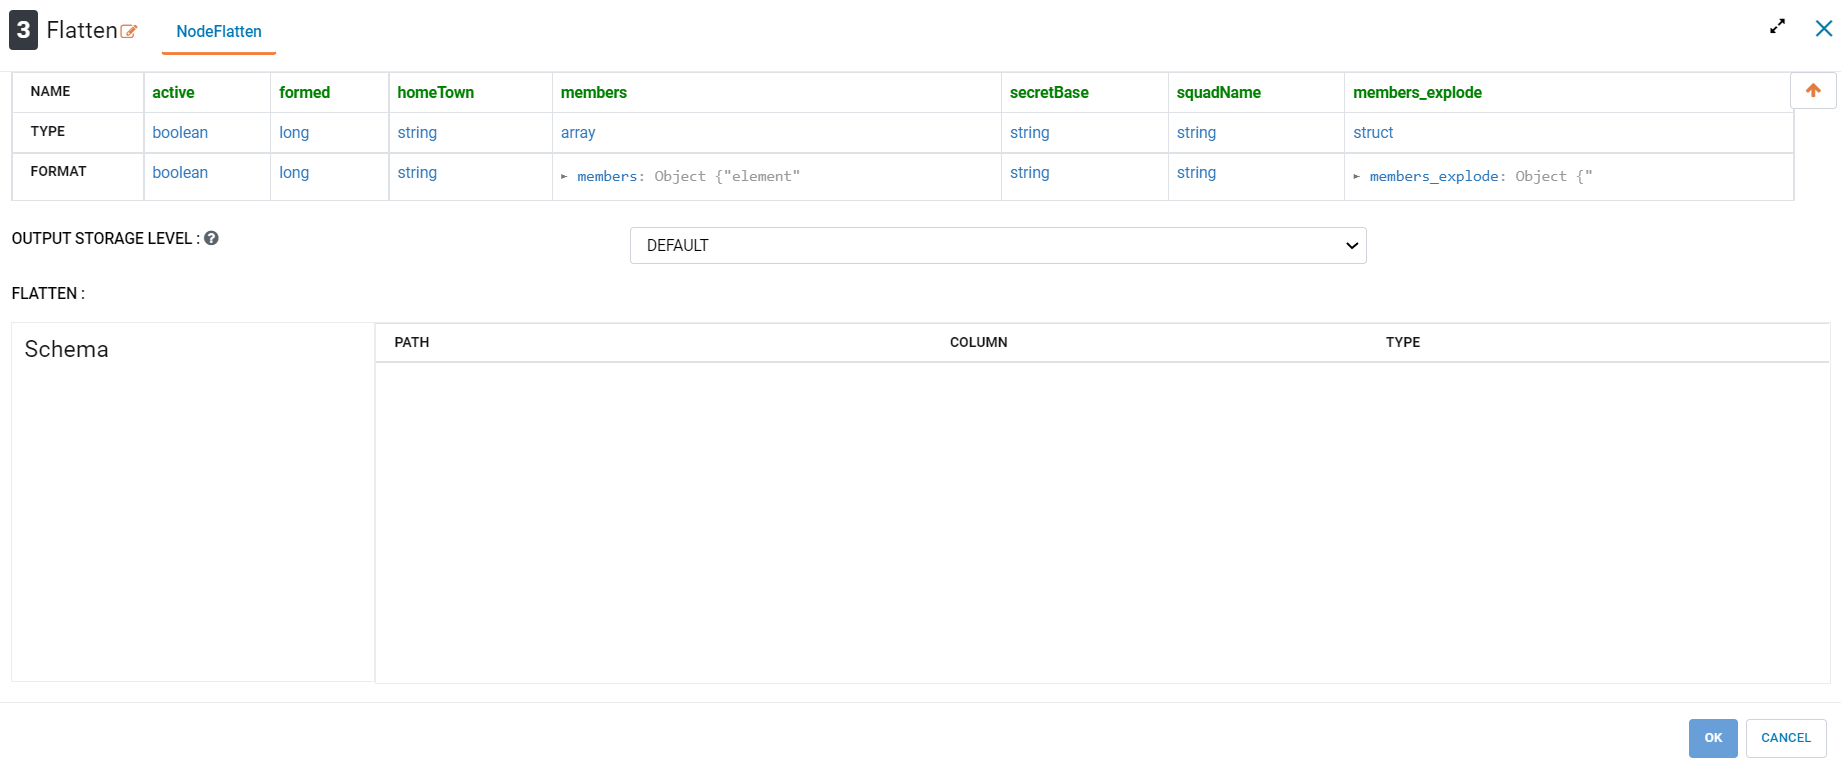 3 Flatten NodeFlatten
NAME active formed homeTown members secretBase squadName members_explode
TYPE boolean long string array string string struct
FORMAT boolean long string ▸ members: Object {"element" string string ▸ members_explode: Object {"
OUTPUT STORAGE LEVEL : ? DEFAULT
FLATTEN :
Schema PATH COLUMN TYPE
OK CANCEL